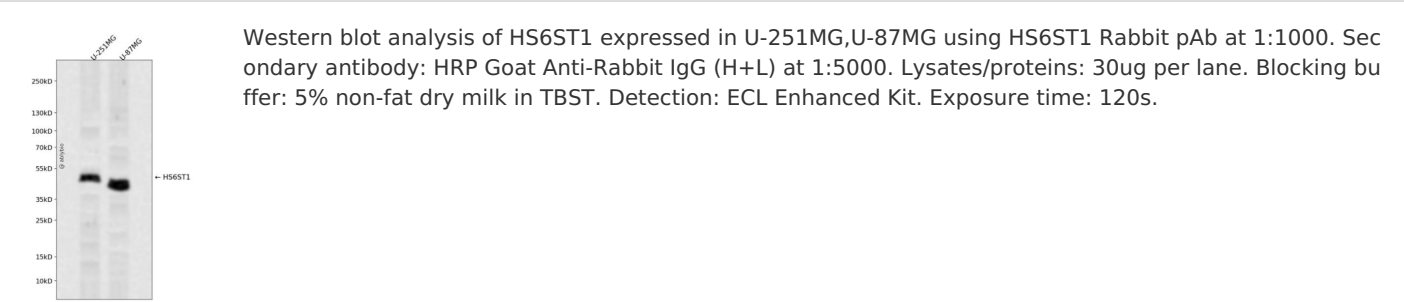 U-251MG
U-87MG
Western blot analysis of HS6ST1 expressed in U-251MG,U-87MG using HS6ST1 Rabbit pAb at 1:1000. Sec
ondary antibody: HRP Goat Anti-Rabbit IgG (H+L) at 1:5000. Lysates/proteins: 30ug per lane. Blocking bu
ffer: 5% non-fat dry milk in TBST. Detection: ECL Enhanced Kit. Exposure time: 120s.
250kD
130kD
100kD
70kD
55kD
← HS6ST1
35kD
25kD
15kD
10kD